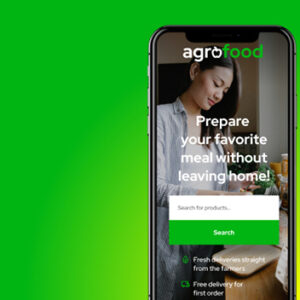 agrofood
Prepare
your favorite
meal without
leaving home!
Search for products...
Search
Fresh deliveries straight
from the farmers
Free delivery for
first order